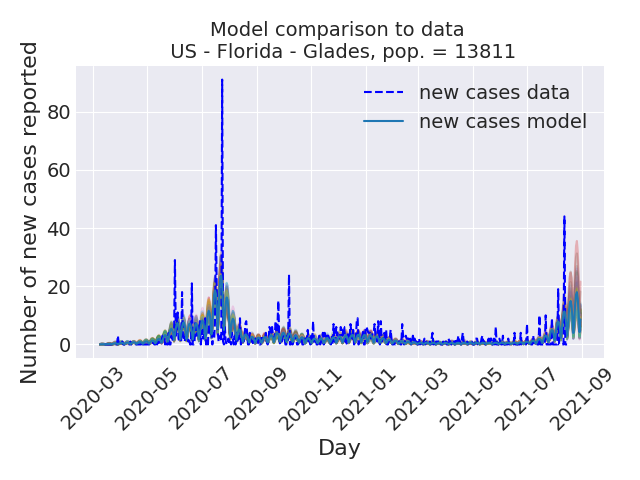 Model comparison to data
US - Florida - Glades, pop. = 13811
Number of new cases reported
80
60
40
20
0
new cases data
new cases model
2020-03
2020-05
2020-07
2020-09
2020-11
2021-01
2021-03
2021-05
2021-07
2021-09
Day